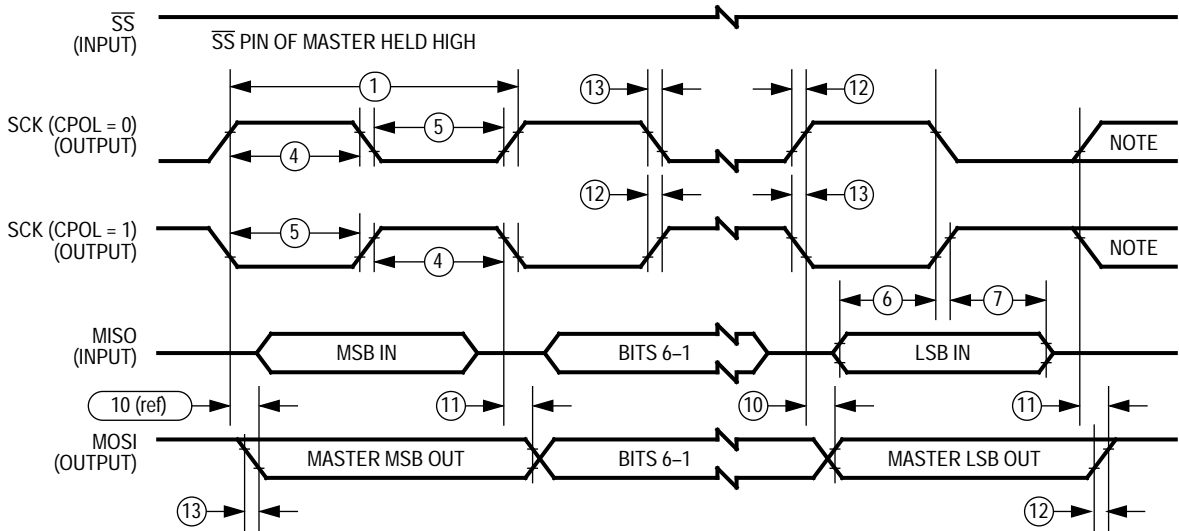 SS
(INPUT)
SS PIN OF MASTER HELD HIGH
1
13
12
SCK (CPOL = 0)
(OUTPUT)
5
4
NOTE
12
13
SCK (CPOL = 1)
(OUTPUT)
5
4
NOTE
6
7
MISO
(INPUT)
MSB IN
BITS 6–1
LSB IN
10 (ref)
11
10
11
MOSI
(OUTPUT)
MASTER MSB OUT
BITS 6–1
MASTER LSB OUT
13
12